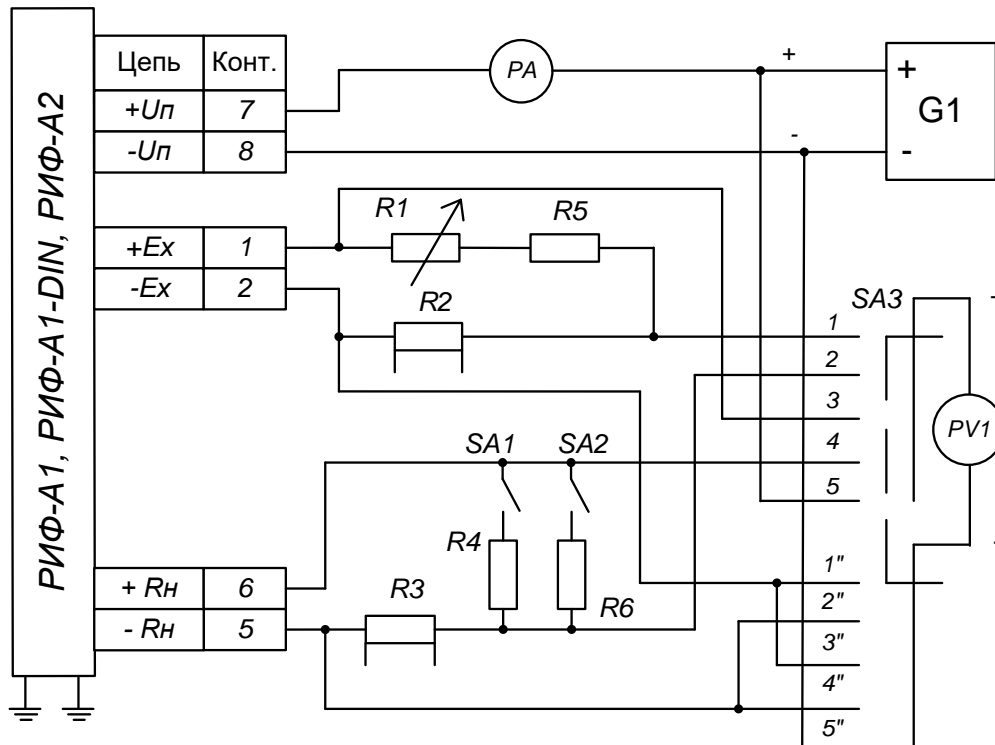 РИФ-А1, РИФ-А1-DIN, РИФ-А2
Цепь Конт.
+Uп 7
-Uп 8
+Ex 1
-Ex 2
+ Rн 6
- Rн 5
PA
+
-
+
G1
-
R1
R5
R2
SA1
SA2
R4
R3
R6
SA3
1
2
3
4
5
1"
2"
3"
4"
5"
PV1